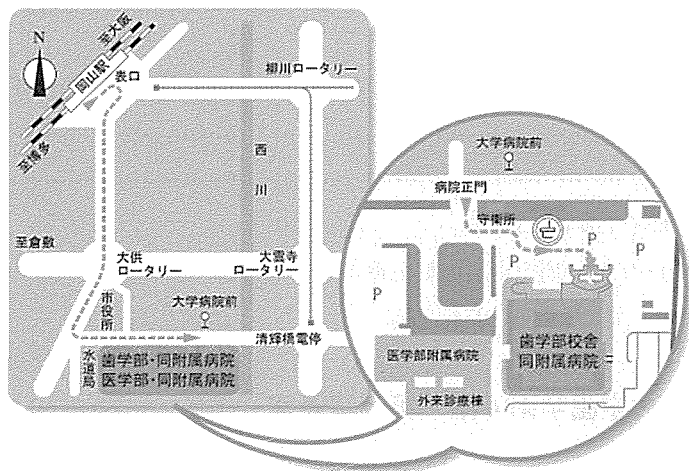 N
至大阪
岡山駅
表口
至博多
柳川ロータリー
西川
至倉敷
大供
ロータリー
大雲寺
ロータリー
市役所
大学病院前
清輝橋電停
水道局
歯学部・同附属病院
医学部・同附属病院
大学病院前
病院正門
守衛所
P
P
P
P
医学部附属病院
外来診療棟
歯学部校舎
同附属病院